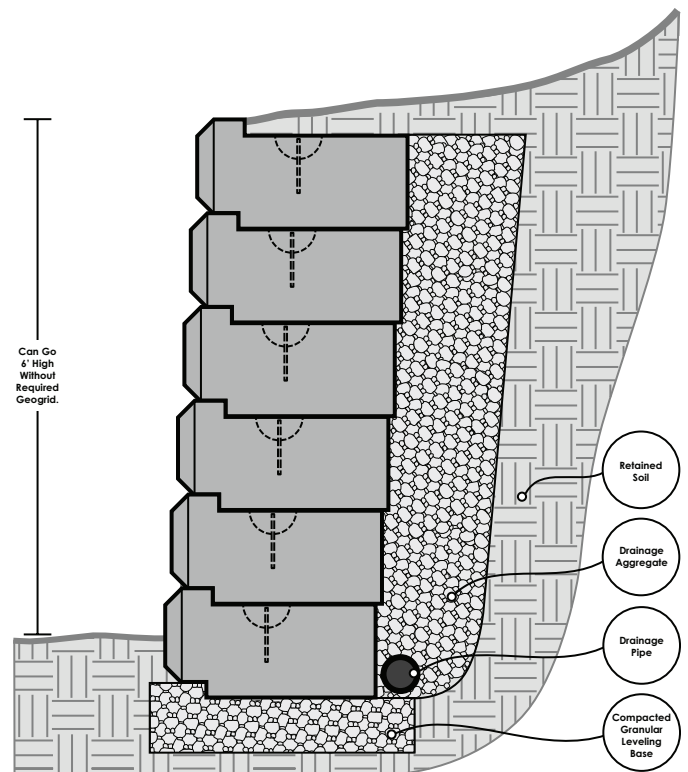 Can Go
6' High
Without
Required
Geogrid.
Retained
Soil
Drainage
Aggregate
Drainage
Pipe
Compacted
Granular
Leveling
Base